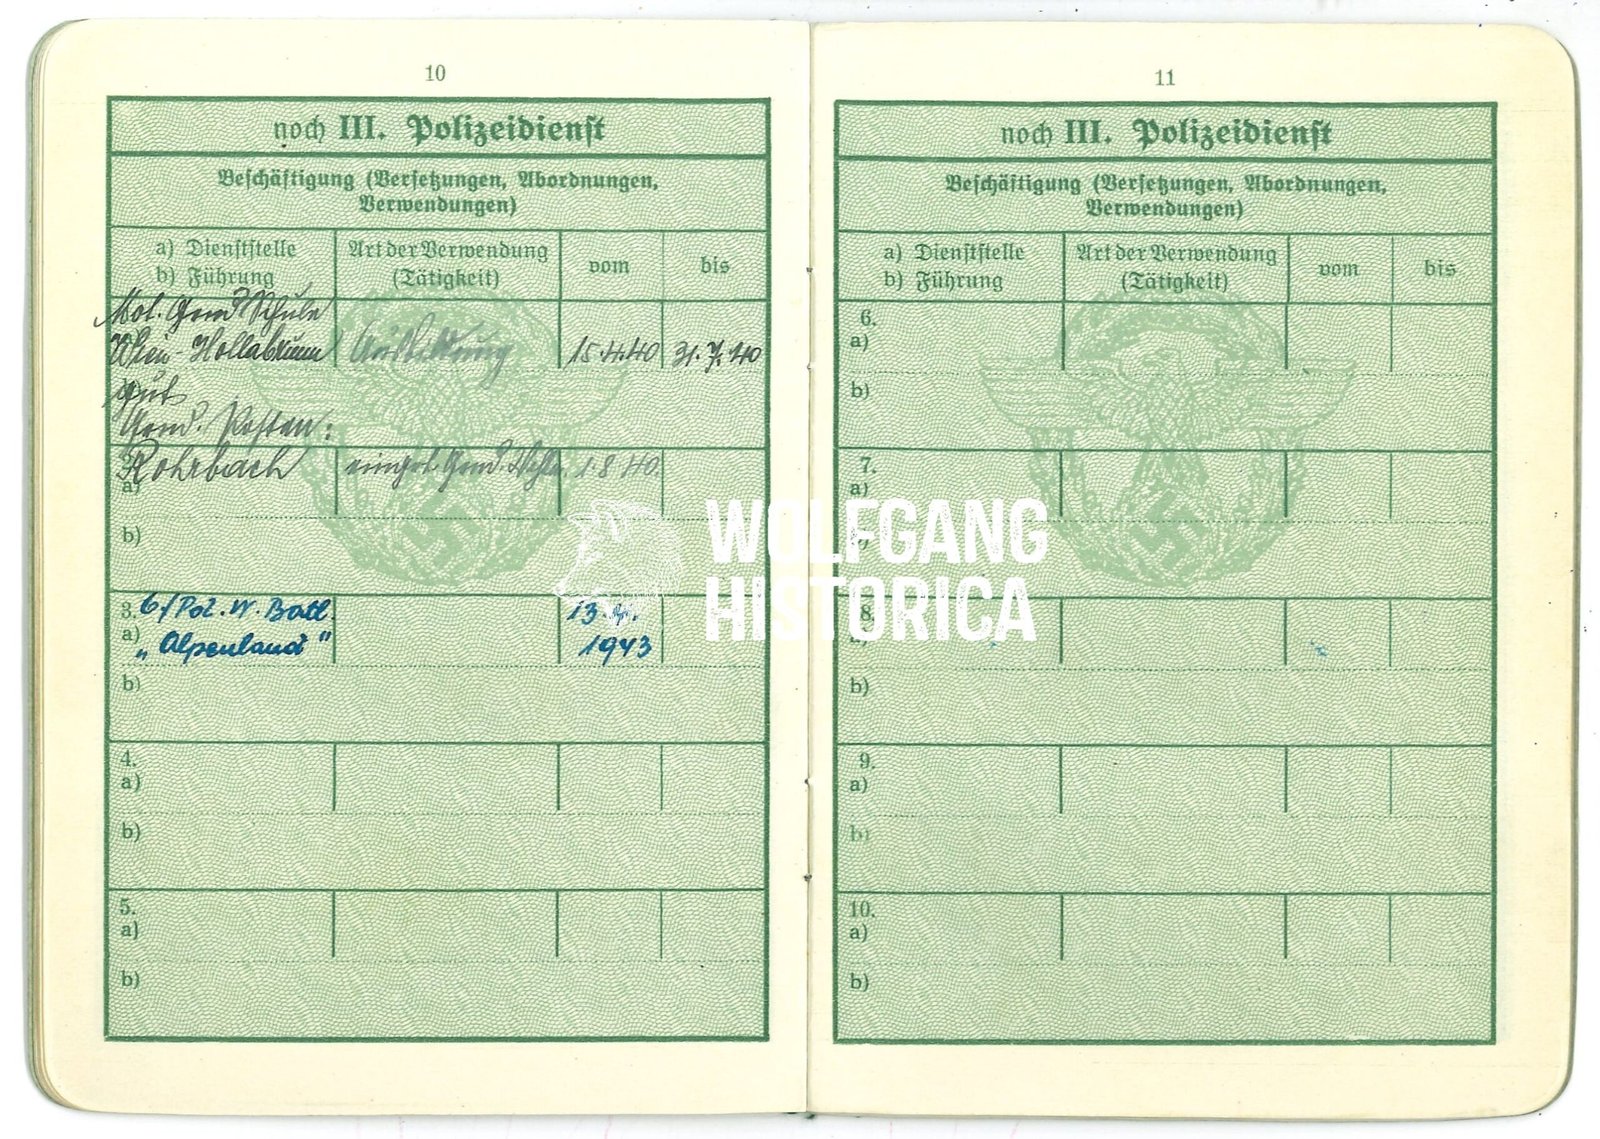 10
noch III. Polizeidienst
Beschäftigung (Versetzungen, Abordnungen,
Verwendungen)
a) Dienststelle
b) Führung
Art der Verwendung
(Tätigkeit)
vom
bis
Mot. Gend. Schule
Wien-Hollabrunn Ausbildung 15.4.40 31.7.40
gut
Gend. Posten:
Rohrbach 1.8.40.
a)
b)
3. 6./Pol. W. Batl. 13.4.
a) „Alpenland" 1943
b)
4.
a)
b)
5.
a)
b)
11
noch III. Polizeidienst
Beschäftigung (Versetzungen, Abordnungen,
Verwendungen)
a) Dienststelle
b) Führung
Art der Verwendung
(Tätigkeit)
vom
bis
6.
a)
b)
7.
a)
b)
8.
a)
b)
9.
a)
b)
10.
a)
b)
WOLFGANG
HISTORICA